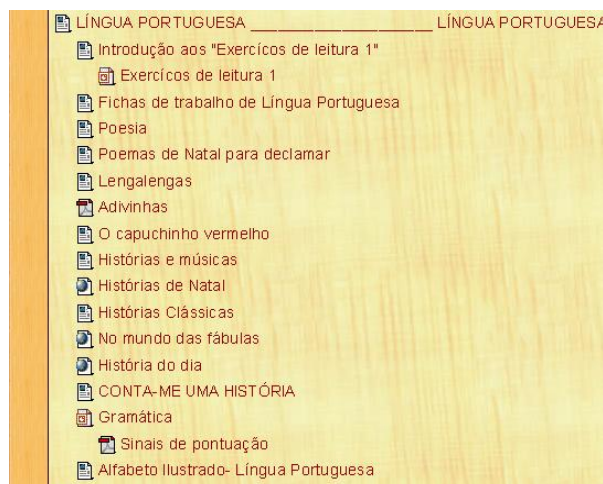 LÍNGUA PORTUGUESA ____________________ LÍNGUA PORTUGUESA
Introdução aos "Exercícos de leitura 1"
Exercícos de leitura 1
Fichas de trabalho de Língua Portuguesa
Poesia
Poemas de Natal para declamar
Lengalengas
Adivinhas
O capuchinho vermelho
Histórias e músicas
Histórias de Natal
Histórias Clássicas
No mundo das fábulas
História do dia
CONTA-ME UMA HISTÓRIA
Gramática
Sinais de pontuação
Alfabeto Ilustrado- Língua Portuguesa